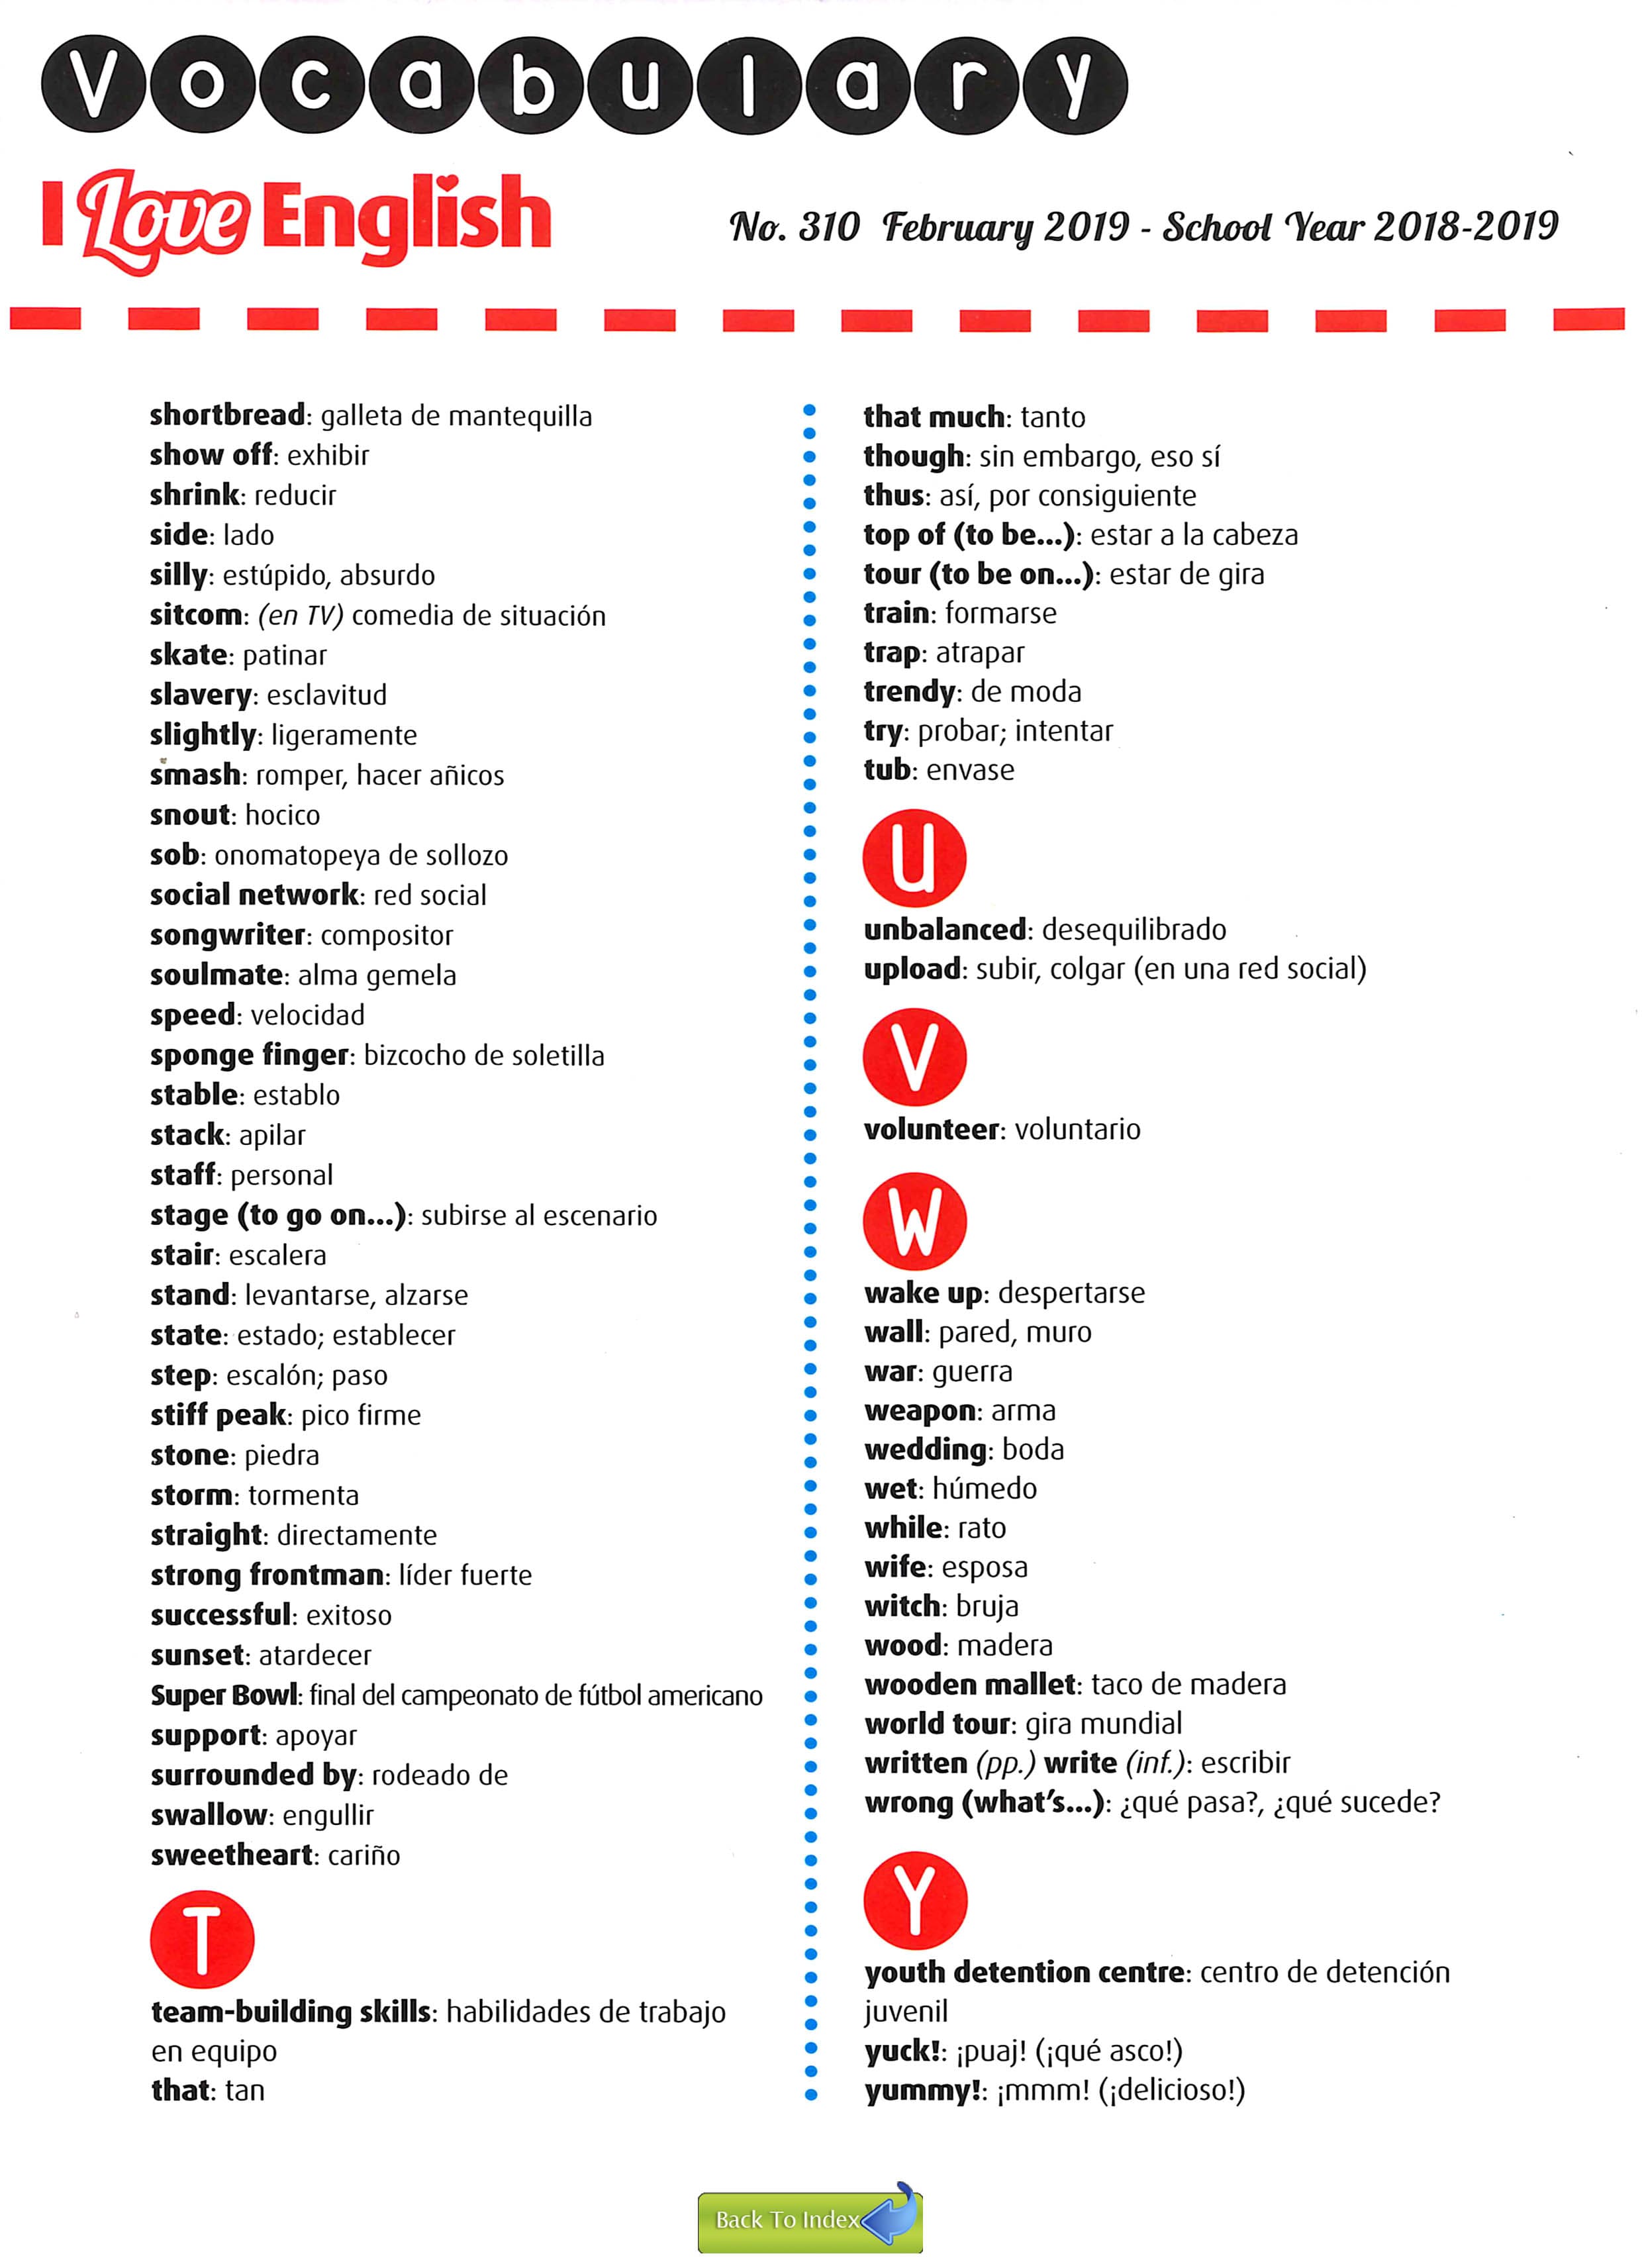 Vocabulary
I Love English
No. 310 February 2019 - School Year 2018-2019
shortbread: galleta de mantequilla
show off: exhibir
shrink: reducir
side: lado
silly: estúpido, absurdo
sitcom: (en TV) comedia de situación
skate: patinar
slavery: esclavitud
slightly: ligeramente
smash: romper, hacer añicos
snout: hocico
sob: onomatopeya de sollozo
social network: red social
songwriter: compositor
soulmate: alma gemela
speed: velocidad
sponge finger: bizcocho de soletilla
stable: establo
stack: apilar
staff: personal
stage (to go on...): subirse al escenario
stair: escalera
stand: levantarse, alzarse
state: estado; establecer
step: escalón; paso
stiff peak: pico firme
stone: piedra
storm: tormenta
straight: directamente
strong frontman: líder fuerte
successful: exitoso
sunset: atardecer
Super Bowl: final del campeonato de fútbol americano
support: apoyar
surrounded by: rodeado de
swallow: engullir
sweetheart: cariño
T
team-building skills: habilidades de trabajo
en equipo
that: tan
that much: tanto
though: sin embargo, eso sí
thus: así, por consiguiente
top of (to be...): estar a la cabeza
tour (to be on...): estar de gira
train: formarse
trap: atrapar
trendy: de moda
try: probar; intentar
tub: envase
U
unbalanced: desequilibrado
upload: subir, colgar (en una red social)
V
volunteer: voluntario
W
wake up: despertarse
wall: pared, muro
war: guerra
weapon: arma
wedding: boda
wet: húmedo
while: rato
wife: esposa
witch: bruja
wood: madera
wooden mallet: taco de madera
world tour: gira mundial
written (pp.) write (inf.): escribir
wrong (what's...): ¿qué pasa?, ¿qué sucede?
Y
youth detention centre: centro de detención
juvenil
yuck!: ¡puaj! (¡qué asco!)
yummy!: ¡mmm! (¡delicioso!)
Back To Index